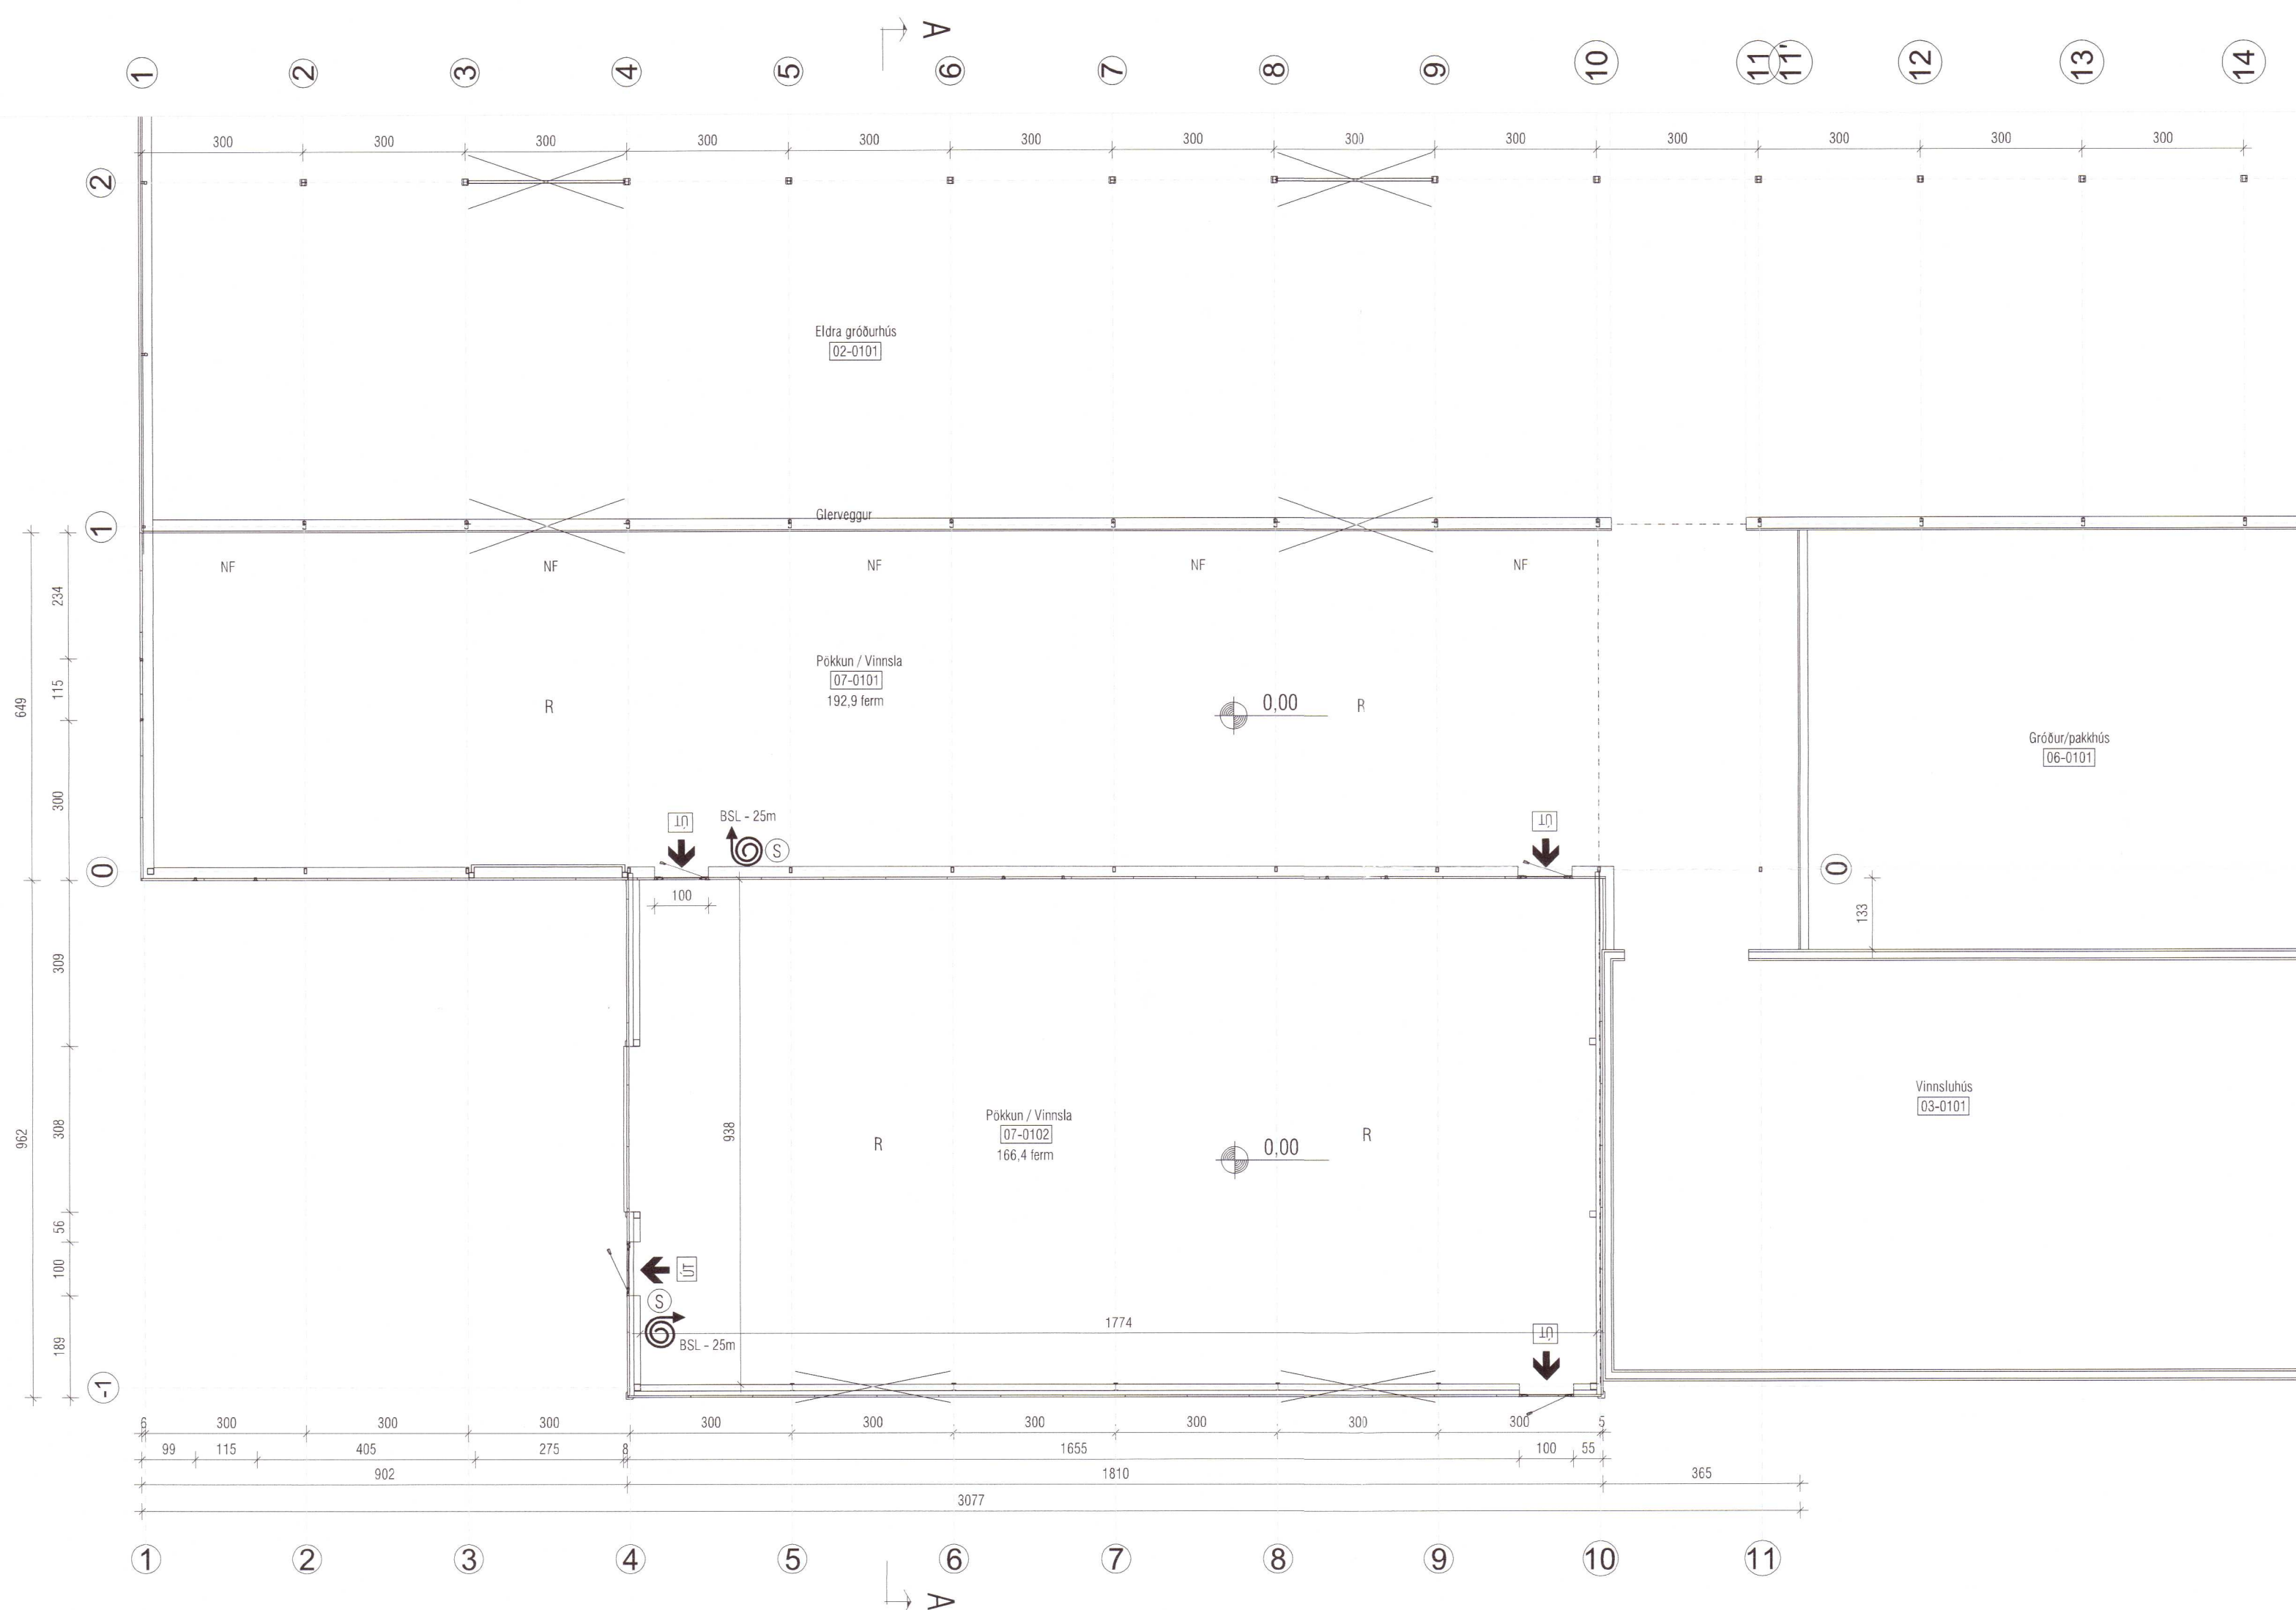 A
1 2 3 4 5 6 7 8 9 10 11 11' 12 13 14
300 300 300 300 300 300 300 300 300 300 300 300 300
2
Eldra gróðurhús
02-0101
1
Glerveggur
NF NF NF NF NF
234
115
649
300
Pökkun / Vinnsla
07-0101
192,9 ferm
R
0,00
R
Gróður/pakkhús
06-0101
ÚT
BSL - 25m
S
ÚT
0
0
100
133
309
308
962
56
100
189
938
Pökkun / Vinnsla
07-0102
166,4 ferm
R
0,00
R
Vinnsluhús
03-0101
ÚT
S
BSL - 25m
1774
ÚT
-1
6 300 300 300 300 300 300 300 300 300 5
99 115 405 275 8 1655 100 55
902 1810 365
3077
1 2 3 4 5 6 7 8 9 10 11
A